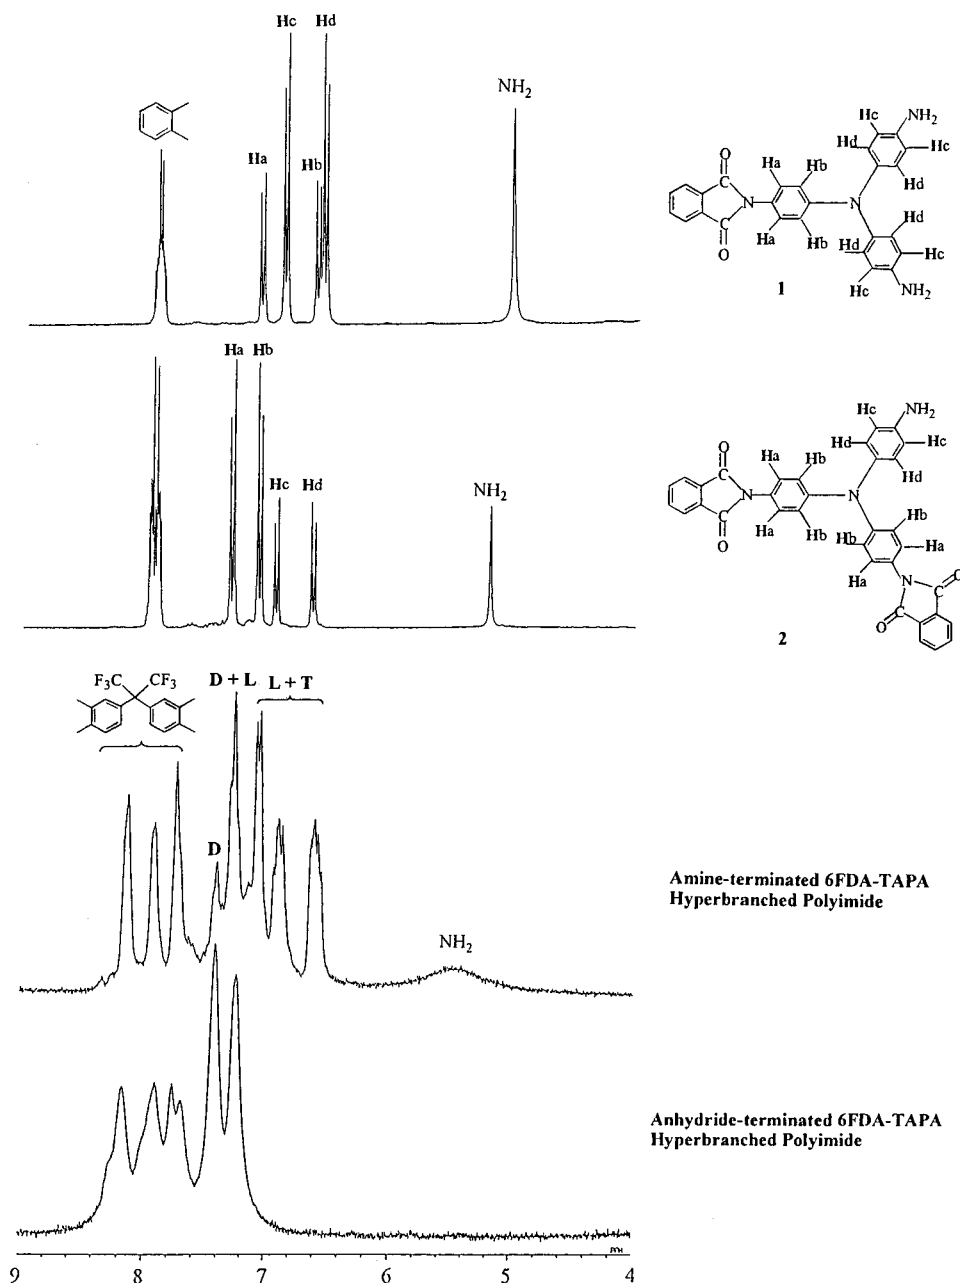 Hc Hd
NH2
Ha
Hb
Hc NH2
Hd Hc
O
C Ha Hb Hd
N N
C Hd
O Ha Hb Hd Hc
1 Hc NH2
Ha Hb
Hc
Hd
NH2
Hc NH2
Hd Hc
O Ha Hb Hd
C
N N
C Hb
O Ha Hb Hb Ha
Ha N O
C
O C
2
F3C CF3
D + L L + T
D
NH2
Amine-terminated 6FDA-TAPA
Hyperbranched Polyimide
Anhydride-terminated 6FDA-TAPA
Hyperbranched Polyimide
9 8 7 6 5 4